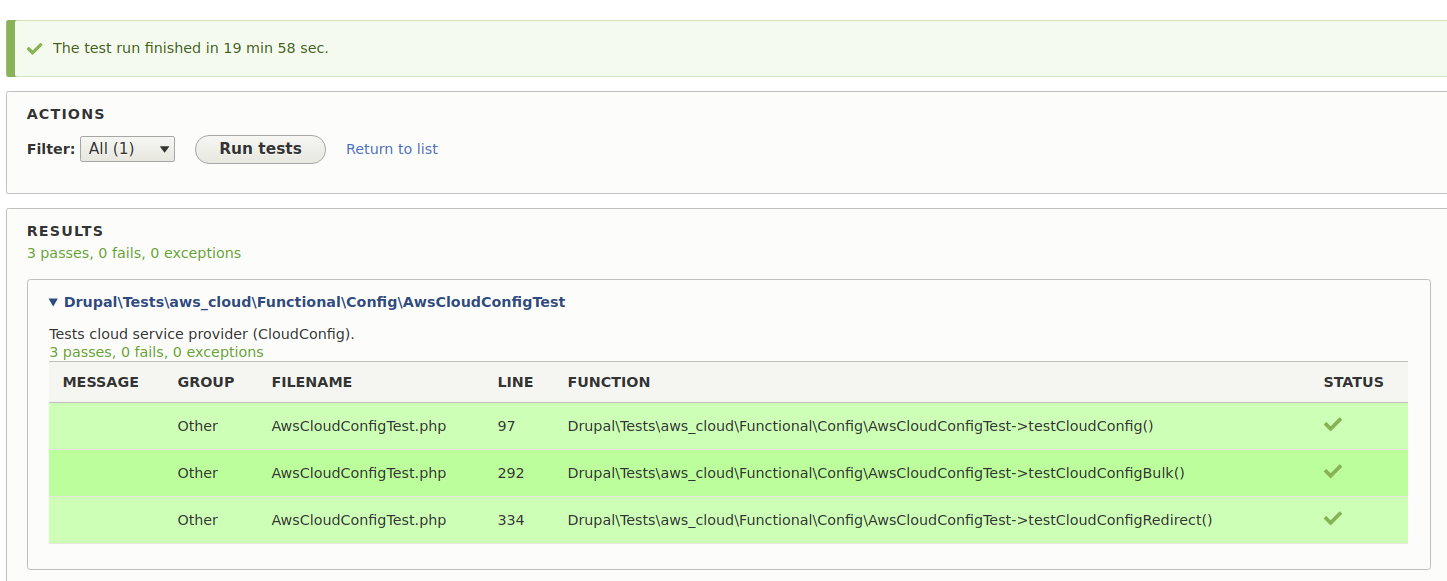 The test run finished in 19 min 58 sec.
ACTIONS
Filter: All (1) Run tests Return to list
RESULTS
3 passes, 0 fails, 0 exceptions
Drupal\Tests\aws_cloud\Functional\Config\AwsCloudConfigTest
Tests cloud service provider (CloudConfig).
3 passes, 0 fails, 0 exceptions
MESSAGE GROUP FILENAME LINE FUNCTION STATUS
Other AwsCloudConfigTest.php 97 Drupal\Tests\aws_cloud\Functional\Config\AwsCloudConfigTest->testCloudConfig()
Other AwsCloudConfigTest.php 292 Drupal\Tests\aws_cloud\Functional\Config\AwsCloudConfigTest->testCloudConfigBulk()
Other AwsCloudConfigTest.php 334 Drupal\Tests\aws_cloud\Functional\Config\AwsCloudConfigTest->testCloudConfigRedirect()